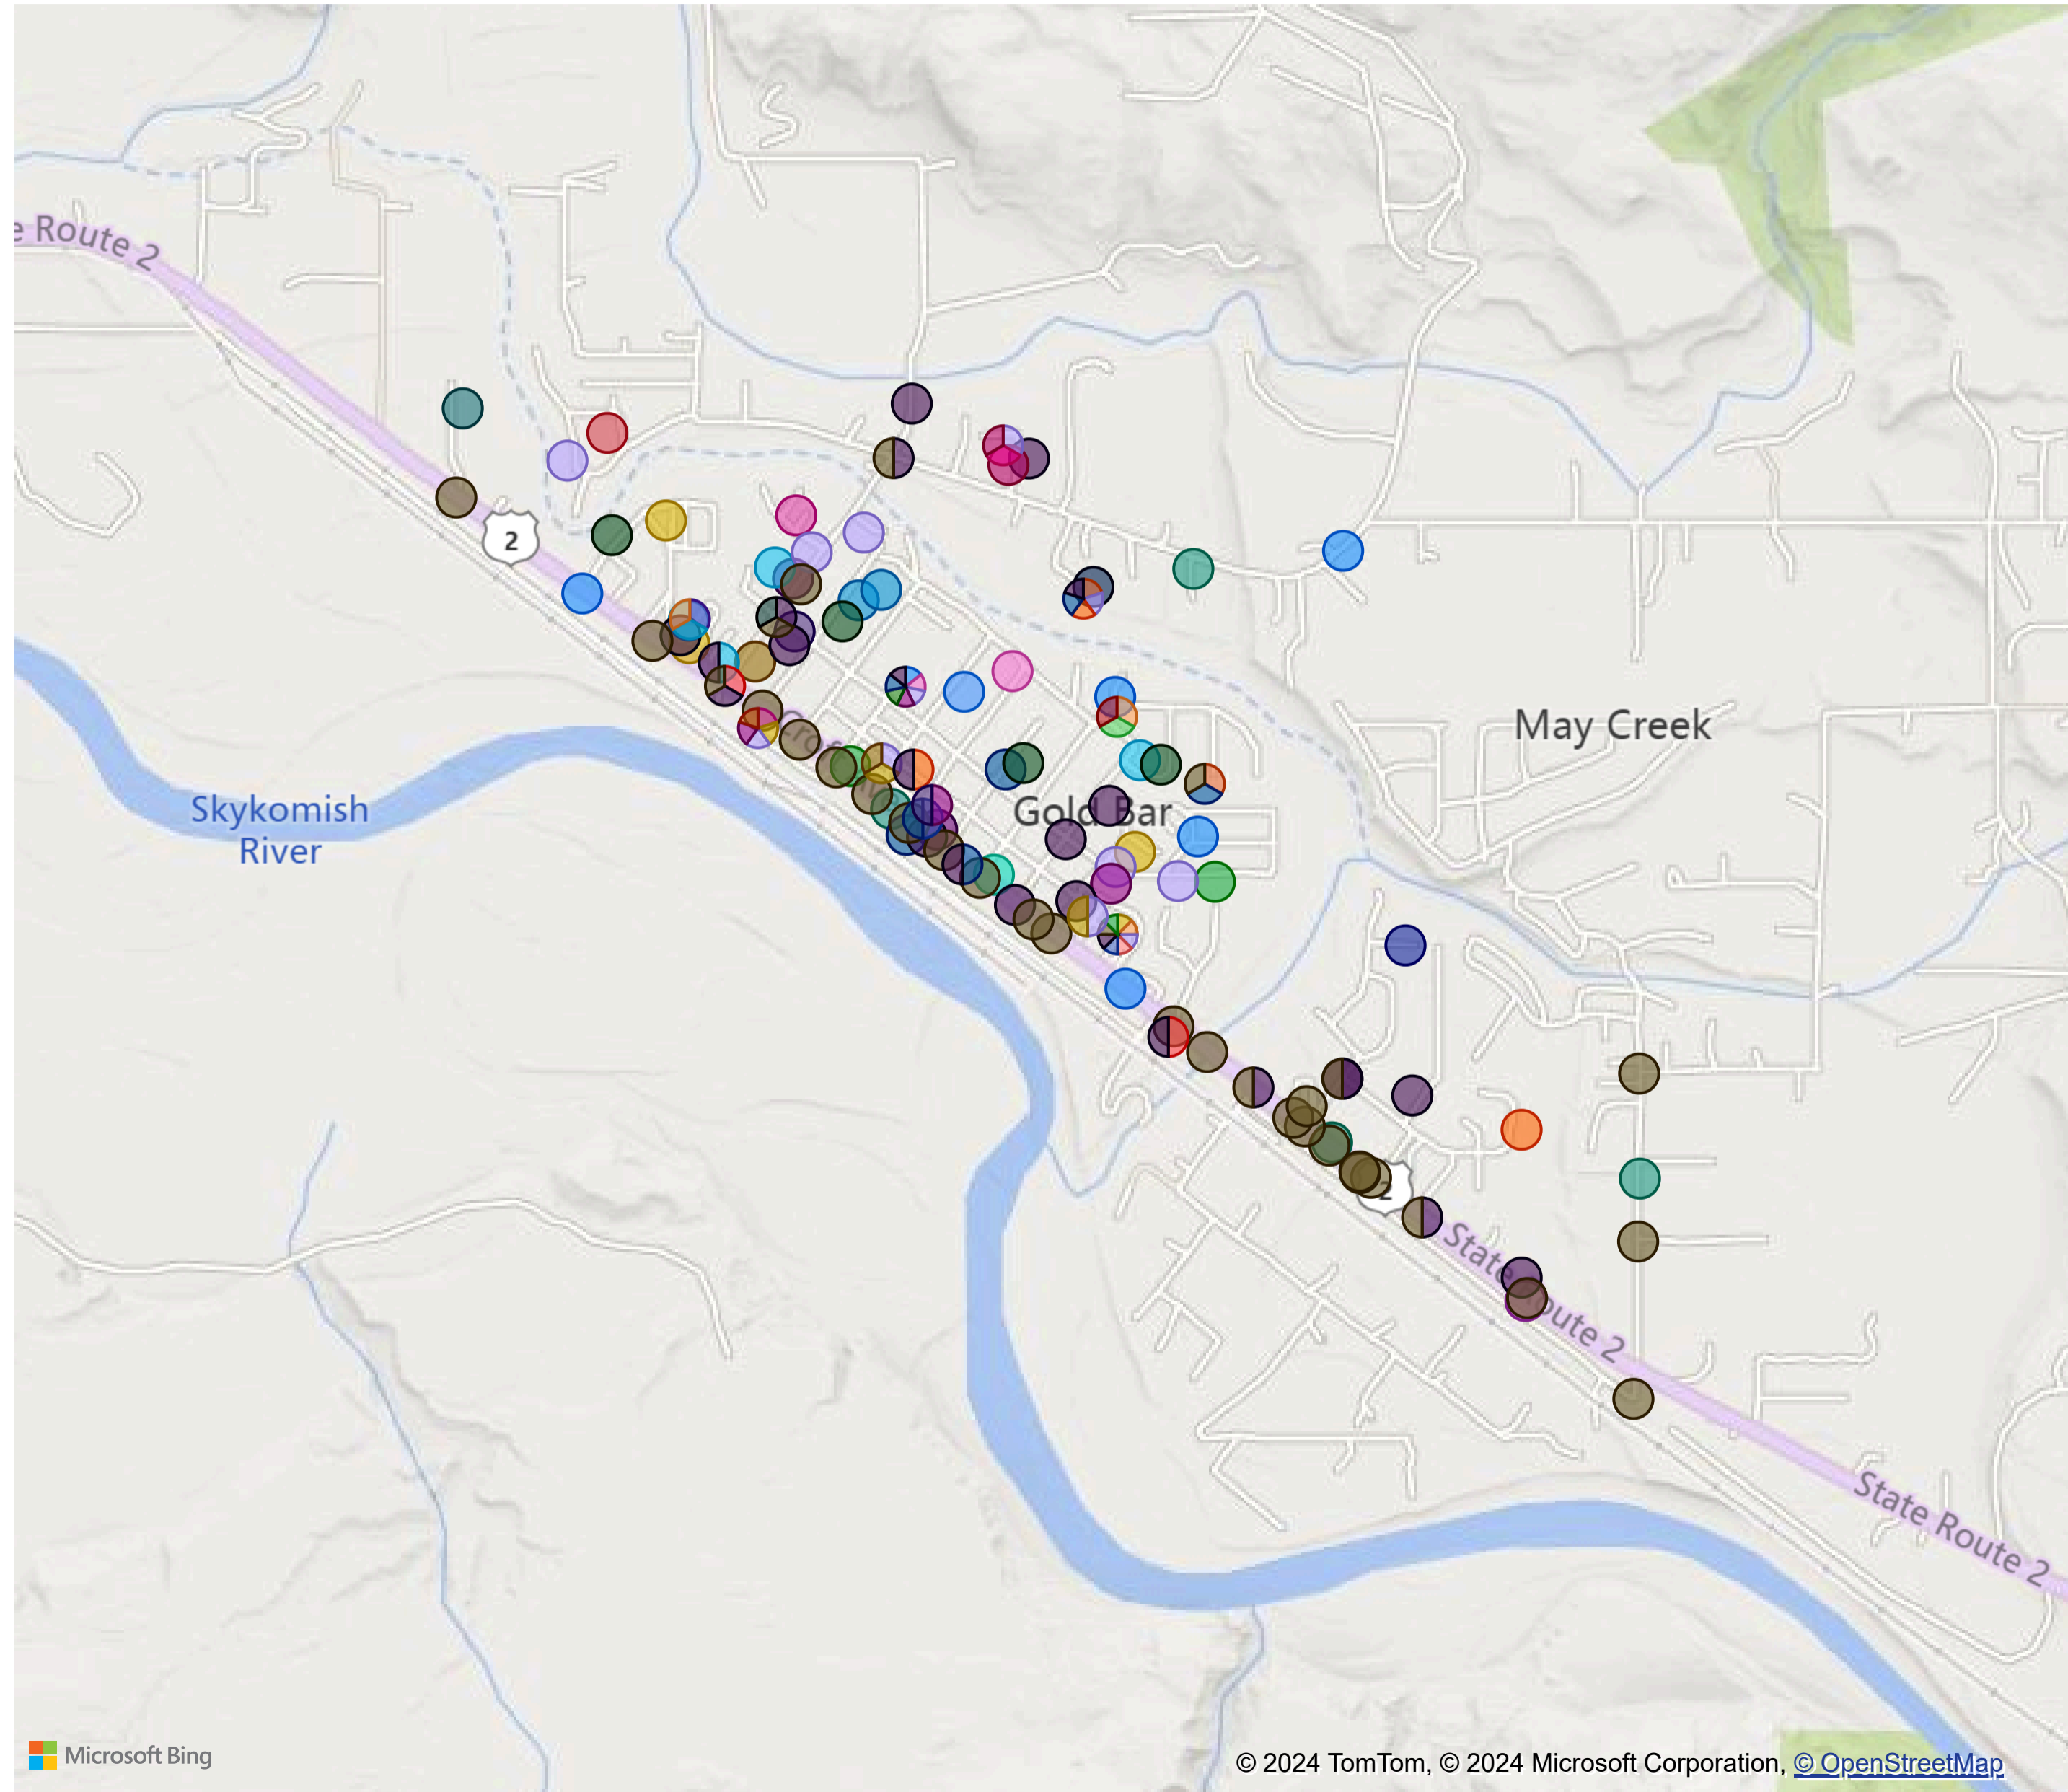 e Route 2
2
May Creek
Gold Bar
Skykomish
River
2
State Route 2
State Route 2
Microsoft Bing
© 2024 TomTom, © 2024 Microsoft Corporation, © OpenStreetMap